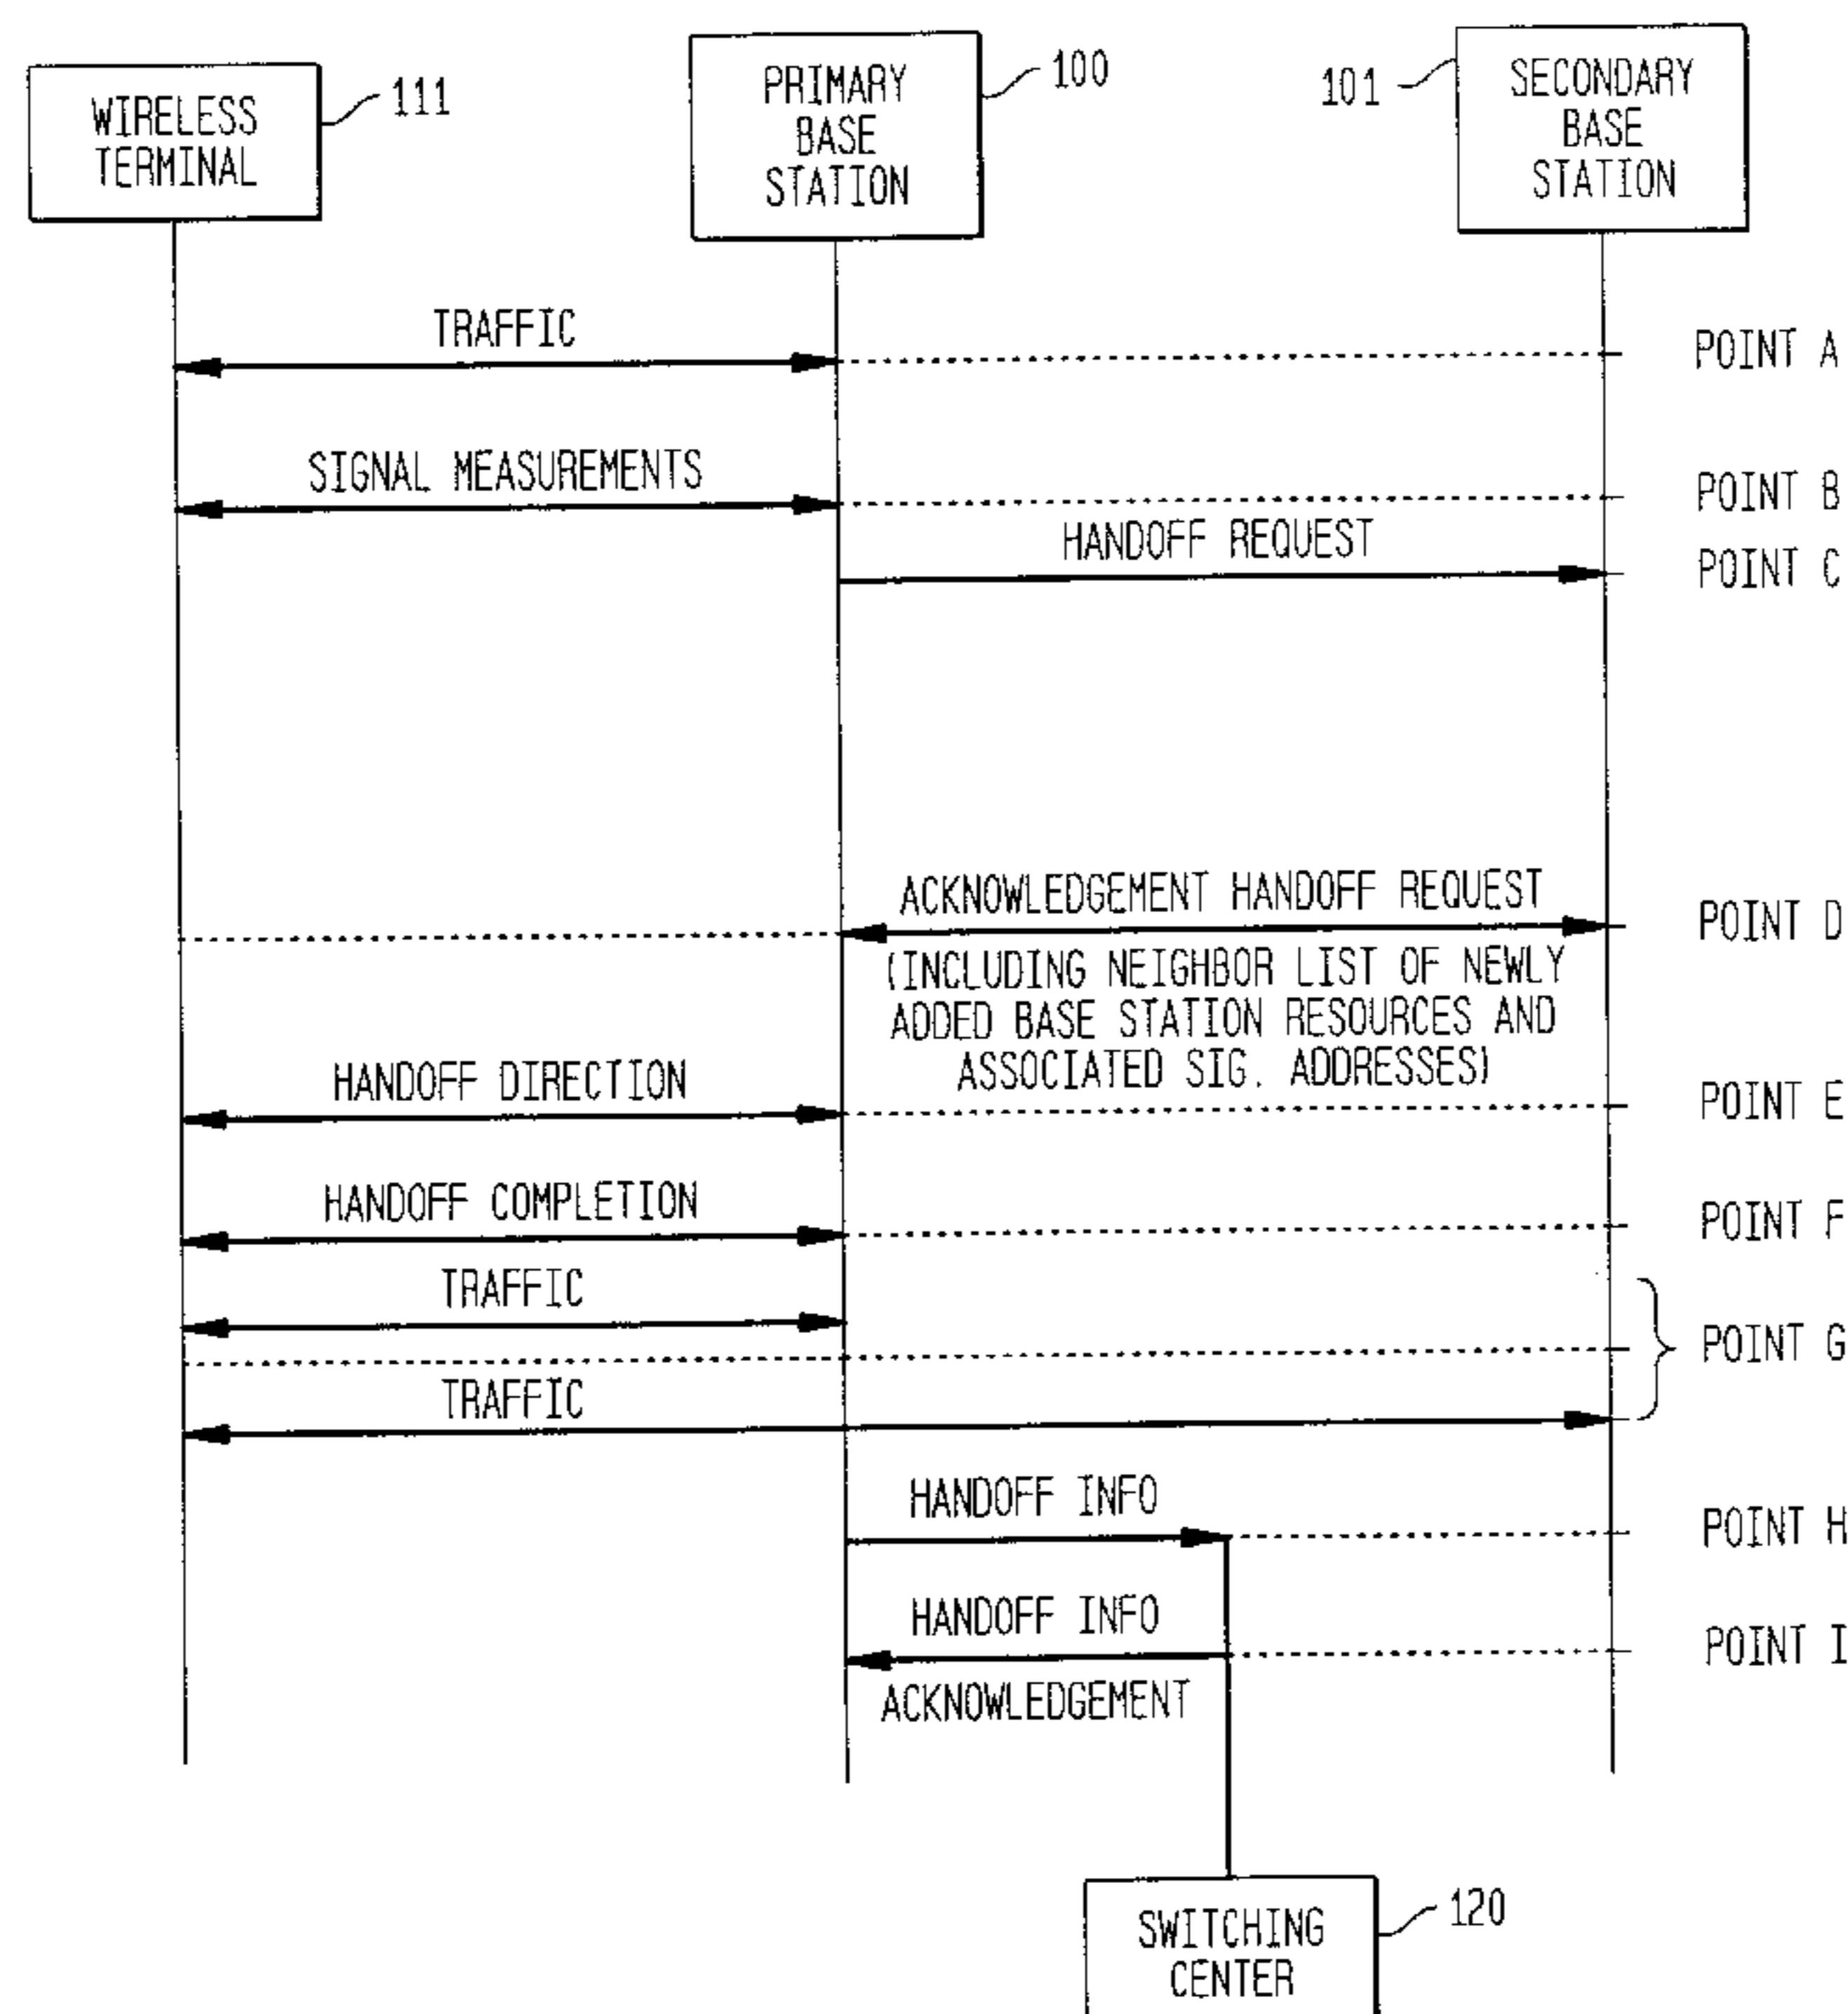 WIRELESS
TERMINAL
111
PRIMARY
BASE
STATION
100
101
SECONDARY
BASE
STATION
TRAFFIC
POINT A
SIGNAL MEASUREMENTS
POINT B
HANDOFF REQUEST
POINT C
ACKNOWLEDGEMENT HANDOFF REQUEST
POINT D
(INCLUDING NEIGHBOR LIST OF NEWLY
ADDED BASE STATION RESOURCES AND
ASSOCIATED SIG. ADDRESSES)
HANDOFF DIRECTION
POINT E
HANDOFF COMPLETION
POINT F
TRAFFIC
POINT G
TRAFFIC
HANDOFF INFO
POINT H
HANDOFF INFO
POINT I
ACKNOWLEDGEMENT
SWITCHING
CENTER
120